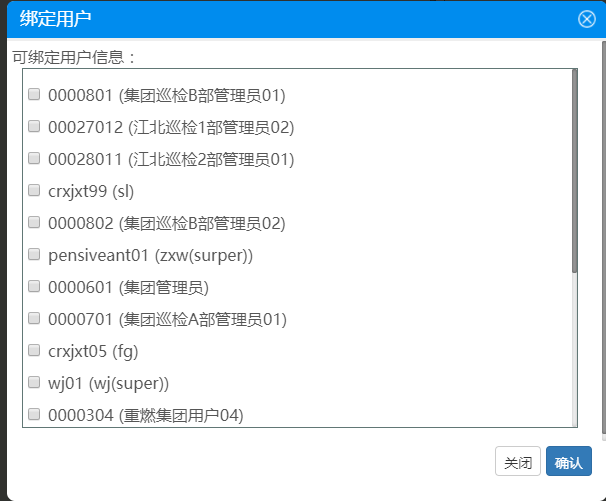 绑定用户
可绑定用户信息：
0000801 (集团巡检B部管理员01)
00027012 (江北巡检1部管理员02)
00028011 (江北巡检2部管理员01)
crxjxt99 (sl)
0000802 (集团巡检B部管理员02)
pensiveant01 (zxw(surper))
0000601 (集团管理员)
0000701 (集团巡检A部管理员01)
crxjxt05 (fg)
wj01 (wj(super))
0000304 (重燃集团用户04)
关闭 确认